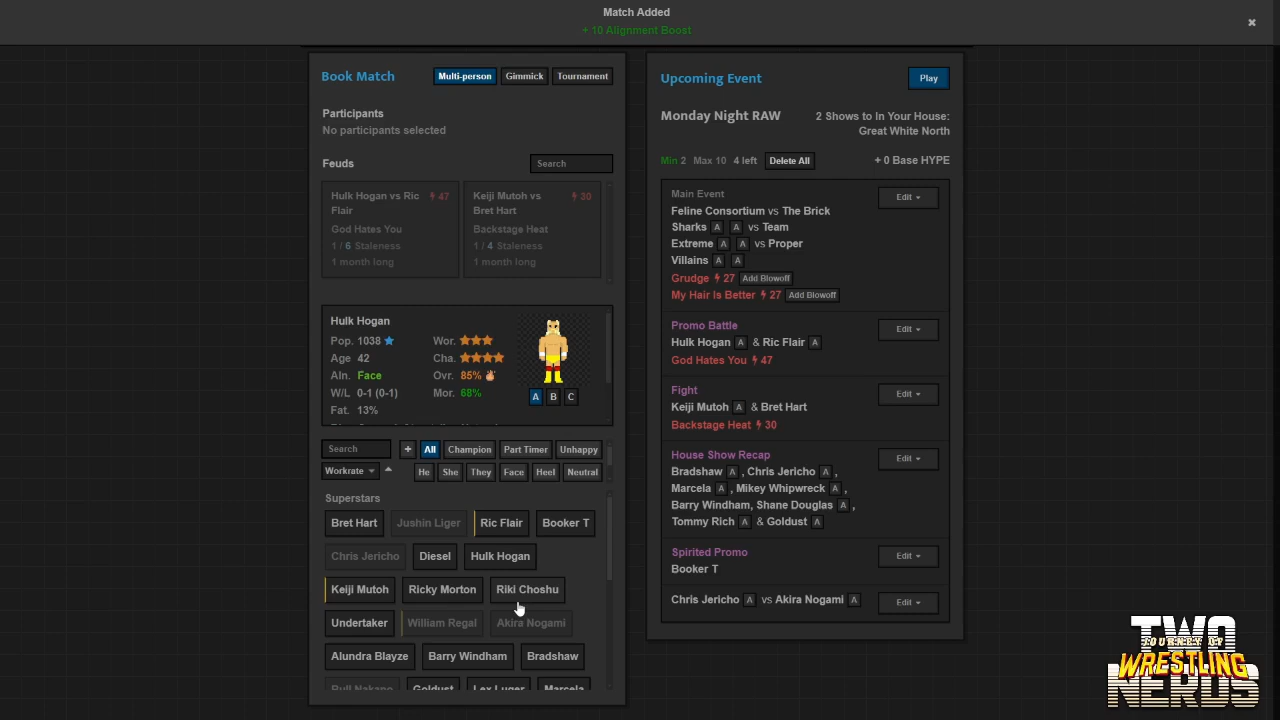 Match Added
+ 10 Alignment Boost
×
Book Match
Multi-person
Gimmick
Tournament
Participants
No participants selected
Feuds
Search
Hulk Hogan vs Ric Flair
47
God Hates You
1 / 6 Staleness
1 month long
Keiji Mutoh vs Bret Hart
30
Backstage Heat
1 / 4 Staleness
1 month long
Hulk Hogan
Pop. 1038
Age 42
Aln. Face
W/L 0-1 (0-1)
Fat. 13%
Wor.
Cha.
Ovr. 85%
Mor. 68%
A B C
Search
+ All Champion Part Timer Unhappy
Workrate
He She They Face Heel Neutral
Superstars
Bret Hart Jushin Liger Ric Flair Booker T
Chris Jericho Diesel Hulk Hogan
Keiji Mutoh Ricky Morton Riki Choshu
Undertaker William Regal Akira Nogami
Alundra Blayze Barry Windham Bradshaw
Bull Nakano Goldust Lex Luger Marcela
Upcoming Event
Play
Monday Night RAW
2 Shows to In Your House:
Great White North
Min 2 Max 10 4 left Delete All
+ 0 Base HYPE
Main Event
Edit
Feline Consortium vs The Brick
Sharks A A vs Team
Extreme A A vs Proper
Villains A A
Grudge 27 Add Blowoff
My Hair Is Better 27 Add Blowoff
Promo Battle
Edit
Hulk Hogan A & Ric Flair A
God Hates You 47
Fight
Edit
Keiji Mutoh A & Bret Hart
Backstage Heat 30
House Show Recap
Edit
Bradshaw A , Chris Jericho A ,
Marcela A , Mikey Whipwreck A ,
Barry Windham, Shane Douglas A ,
Tommy Rich A & Goldust A
Spirited Promo
Edit
Booker T
Chris Jericho A vs Akira Nogami A
Edit
TWO
JOURNEY OF
WRESTLING
NERDS